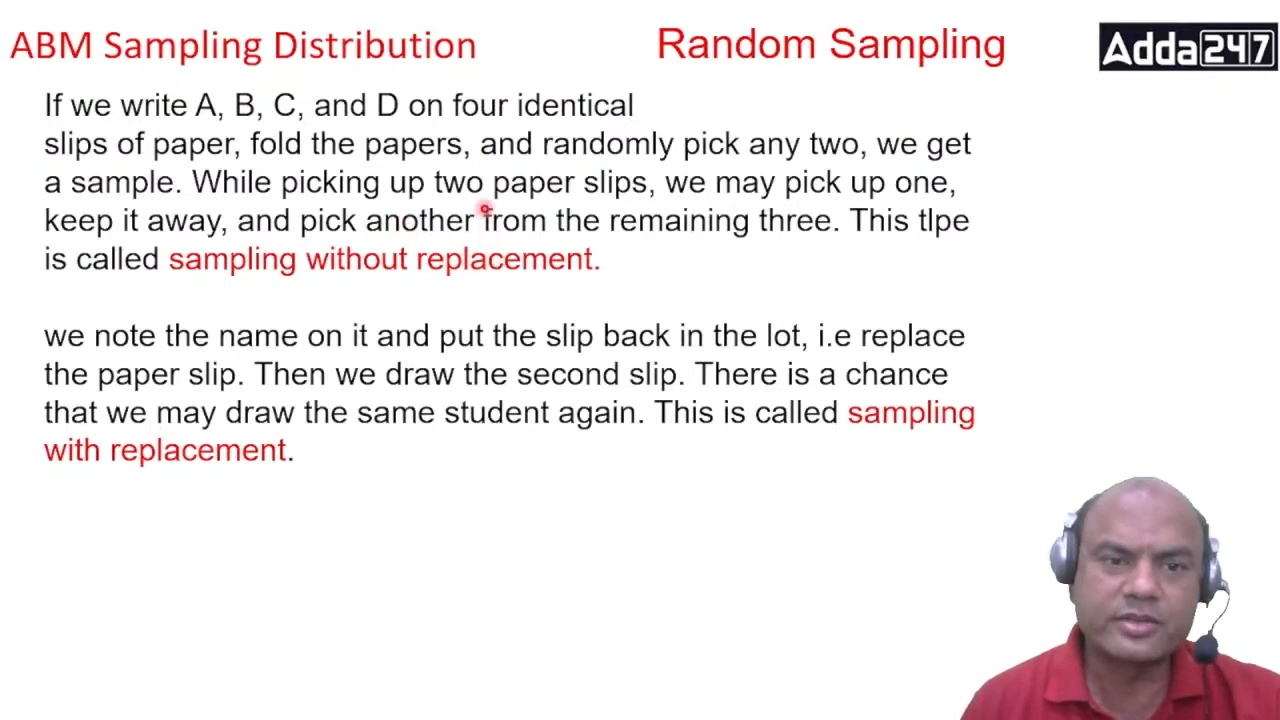 ABM Sampling Distribution
Random Sampling
Adda247
If we write A, B, C, and D on four identical
slips of paper, fold the papers, and randomly pick any two, we get
a sample. While picking up two paper slips, we may pick up one,
keep it away, and pick another from the remaining three. This tlpe
is called sampling without replacement.
we note the name on it and put the slip back in the lot, i.e replace
the paper slip. Then we draw the second slip. There is a chance
that we may draw the same student again. This is called sampling
with replacement.